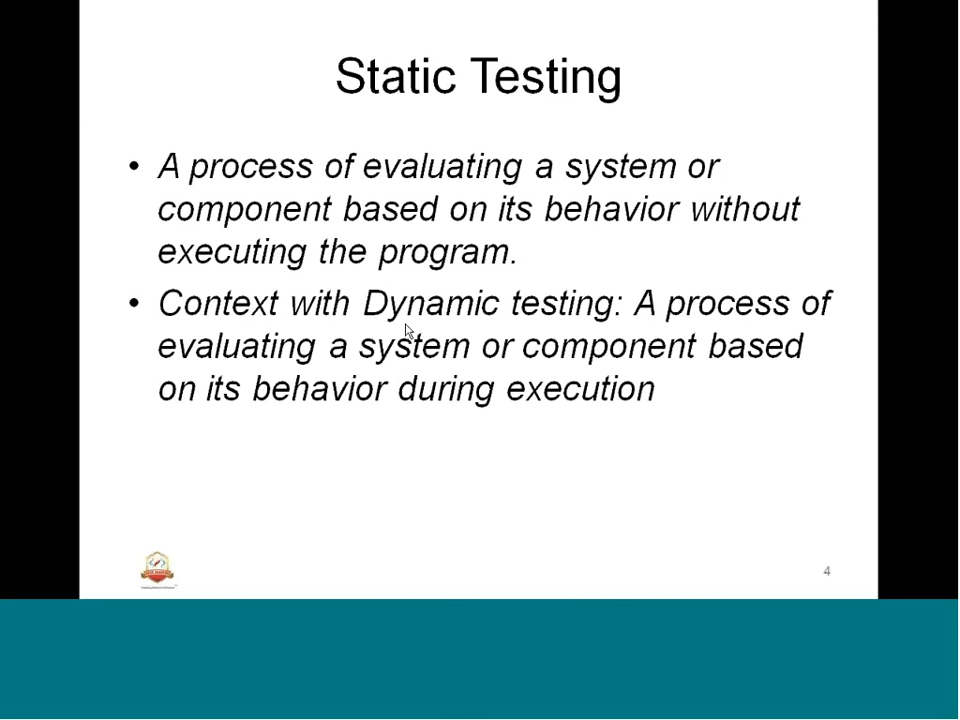 Static Testing
• A process of evaluating a system or
component based on its behavior without
executing the program.
• Context with Dynamic testing: A process of
evaluating a system or component based
on its behavior during execution
4